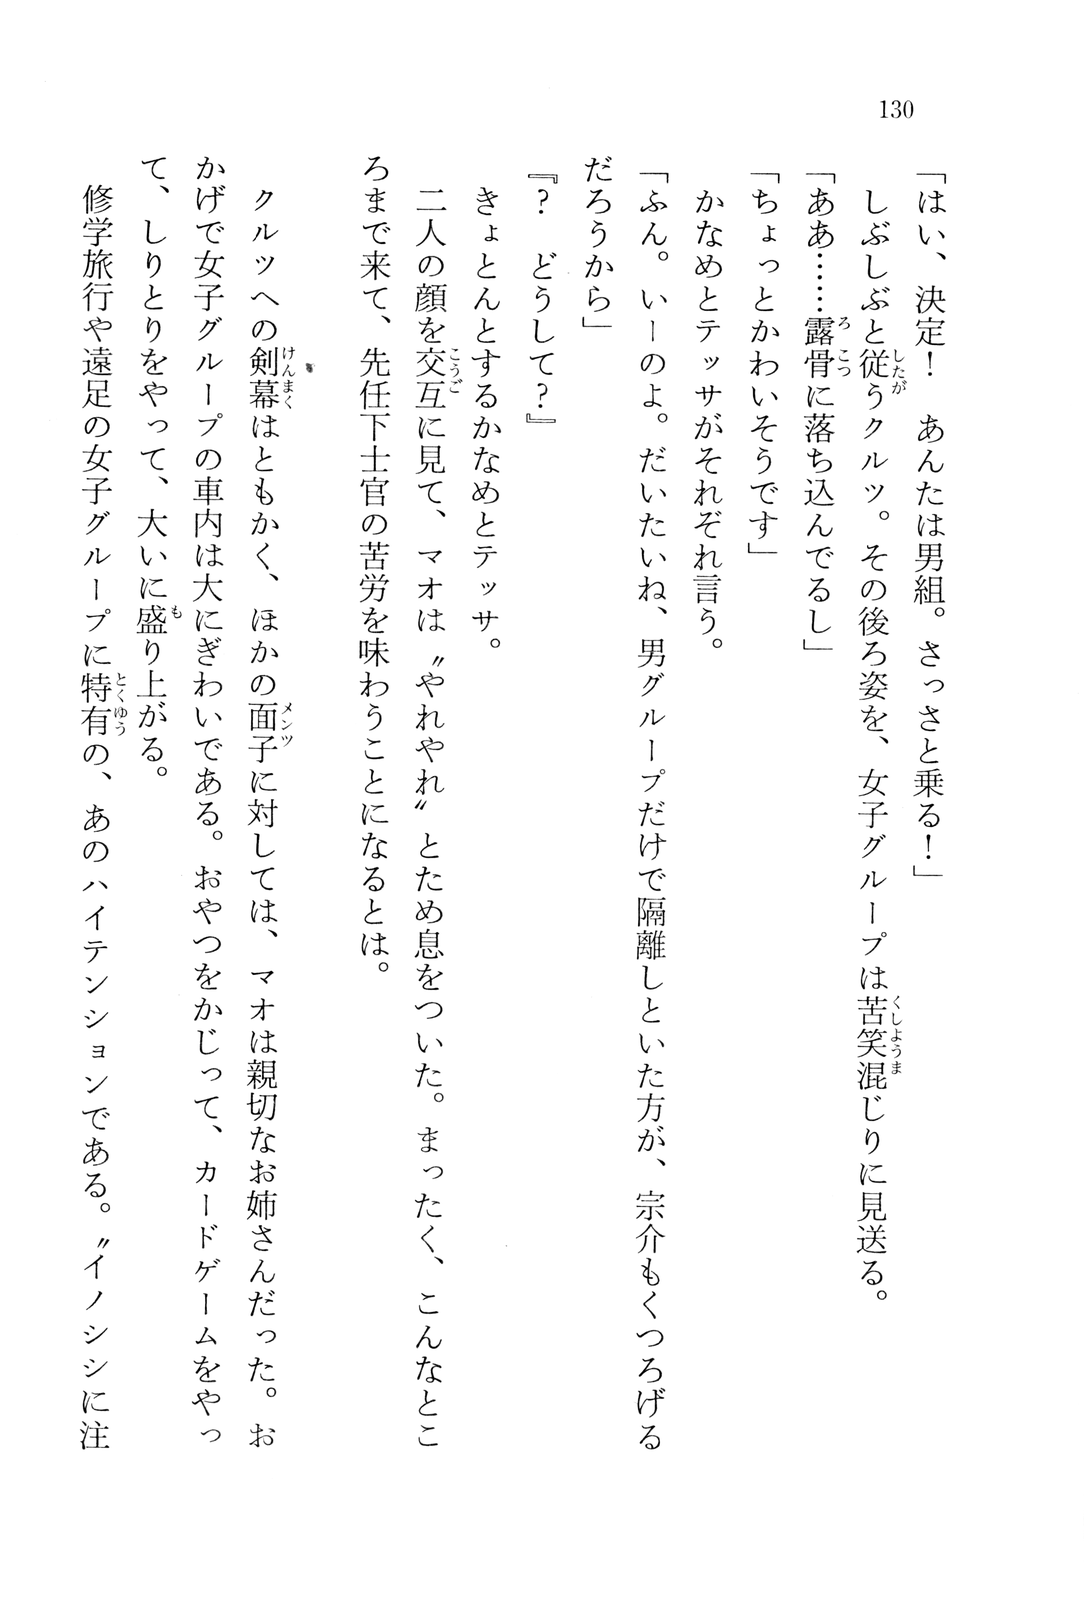 130
「はい、決定！　あんたは男組。さっさと乗る！」
　しぶしぶと従うクルツ。その後ろ姿を、女子グループは苦笑混じりに見送る。
「ああ……露骨に落ち込んでるし」
「ちょっとかわいそうです」
　かなめとテッサがそれぞれ言う。
「ふん。いーのよ。だいたいね、男グループだけで隔離しといた方が、宗介もくつろげる
だろうから」
『？　どうして？』
　きょとんとするかなめとテッサ。
　二人の顔を交互に見て、マオは〝やれやれ〟とため息をついた。まったく、こんなとこ
ろまで来て、先任下士官の苦労を味わうことになるとは。
　クルツへの剣幕はともかく、ほかの面子に対しては、マオは親切なお姉さんだった。お
かげで女子グループの車内は大にぎわいである。おやつをかじって、カードゲームをやっ
て、しりとりをやって、大いに盛り上がる。
　修学旅行や遠足の女子グループに特有の、あのハイテンションである。〝イノシシに注